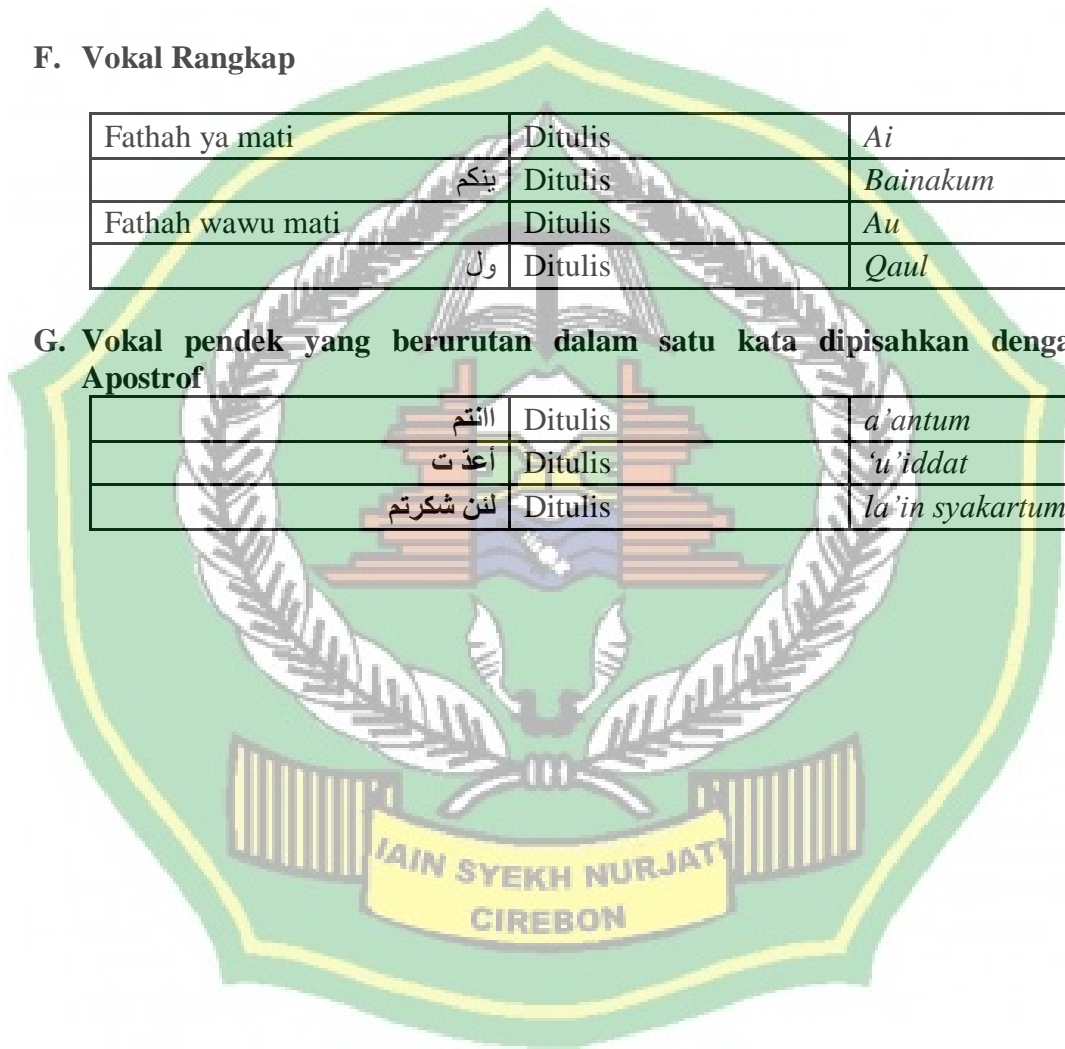 F. Vokal Rangkap
Fathah ya mati Ditulis Ai
ينكم Ditulis Bainakum
Fathah wawu mati Ditulis Au
ول Ditulis Qaul
G. Vokal pendek yang berurutan dalam satu kata dipisahkan denga
Apostrof
اانتم Ditulis a’antum
أعدّ ت Ditulis ‘u’iddat
لئن شكرتم Ditulis la’in syakartum
IAIN SYEKH NURJATI
CIREBON